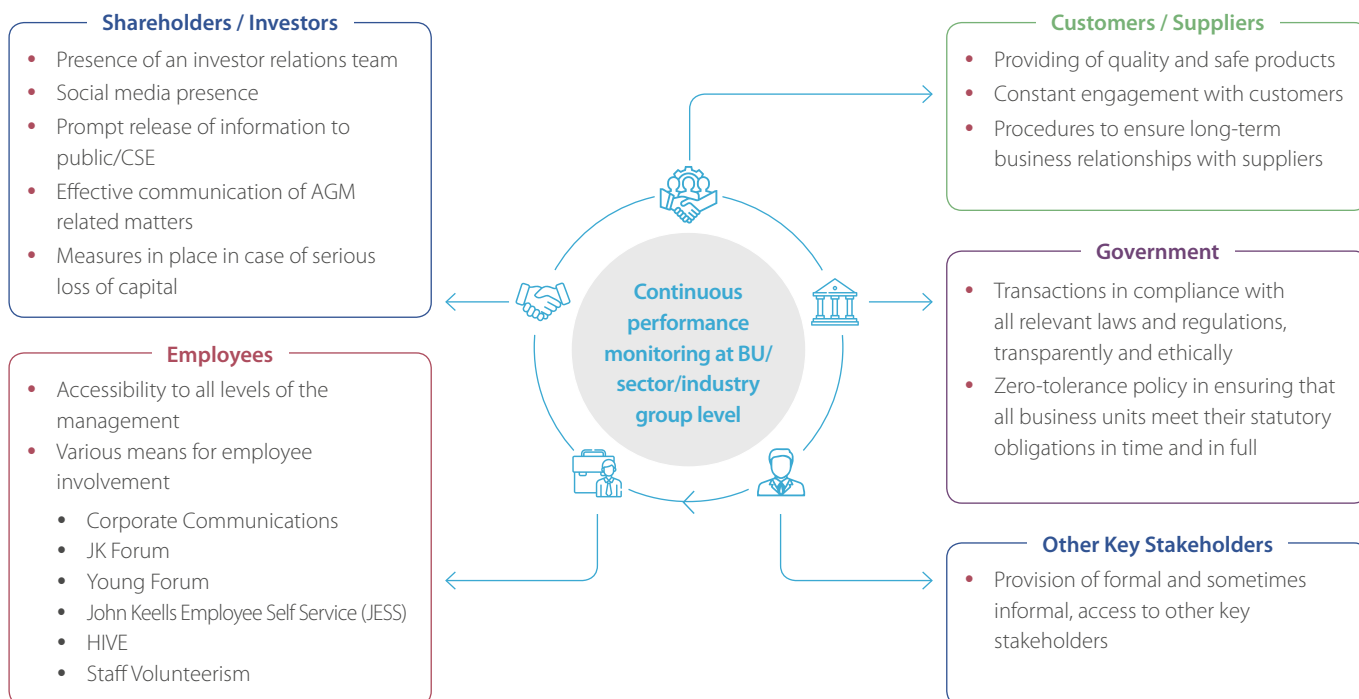 Shareholders / Investors
• Presence of an investor relations team
• Social media presence
• Prompt release of information to
public/CSE
• Effective communication of AGM
related matters
• Measures in place in case of serious
loss of capital
Employees
• Accessibility to all levels of the
management
• Various means for employee
involvement
• Corporate Communications
• JK Forum
• Young Forum
• John Keells Employee Self Service (JESS)
• HIVE
• Staff Volunteerism
Continuous
performance
monitoring at BU/
sector/industry
group level
Customers / Suppliers
• Providing of quality and safe products
• Constant engagement with customers
• Procedures to ensure long-term
business relationships with suppliers
Government
• Transactions in compliance with
all relevant laws and regulations,
transparently and ethically
• Zero-tolerance policy in ensuring that
all business units meet their statutory
obligations in time and in full
Other Key Stakeholders
• Provision of formal and sometimes
informal, access to other key
stakeholders